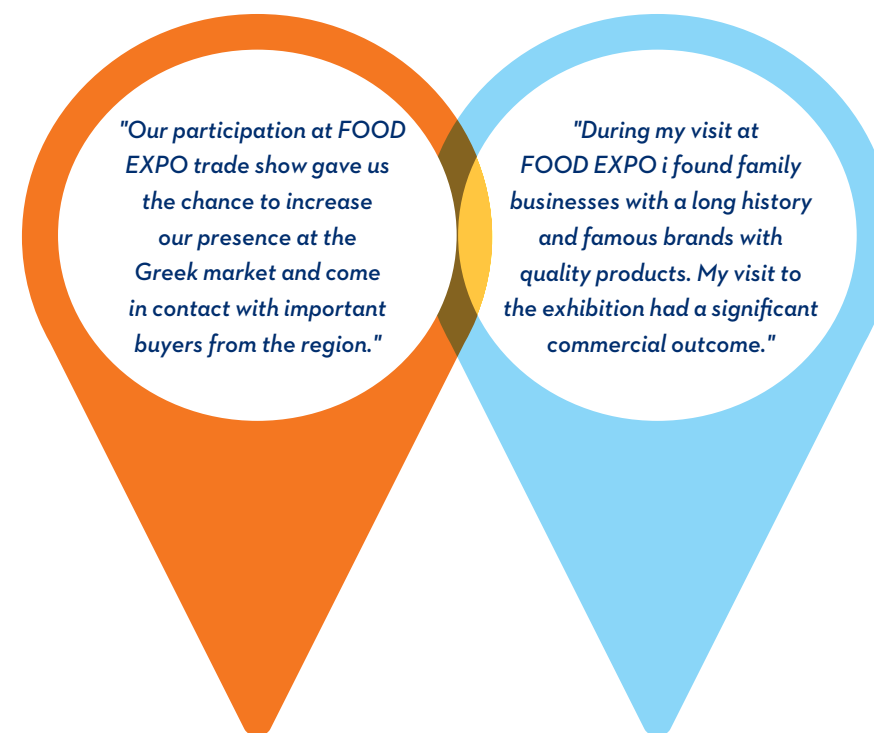 "Our participation at FOOD
EXPO trade show gave us
the chance to increase
our presence at the
Greek market and come
in contact with important
buyers from the region."
"During my visit at
FOOD EXPO i found family
businesses with a long history
and famous brands with
quality products. My visit to
the exhibition had a significant
commercial outcome."